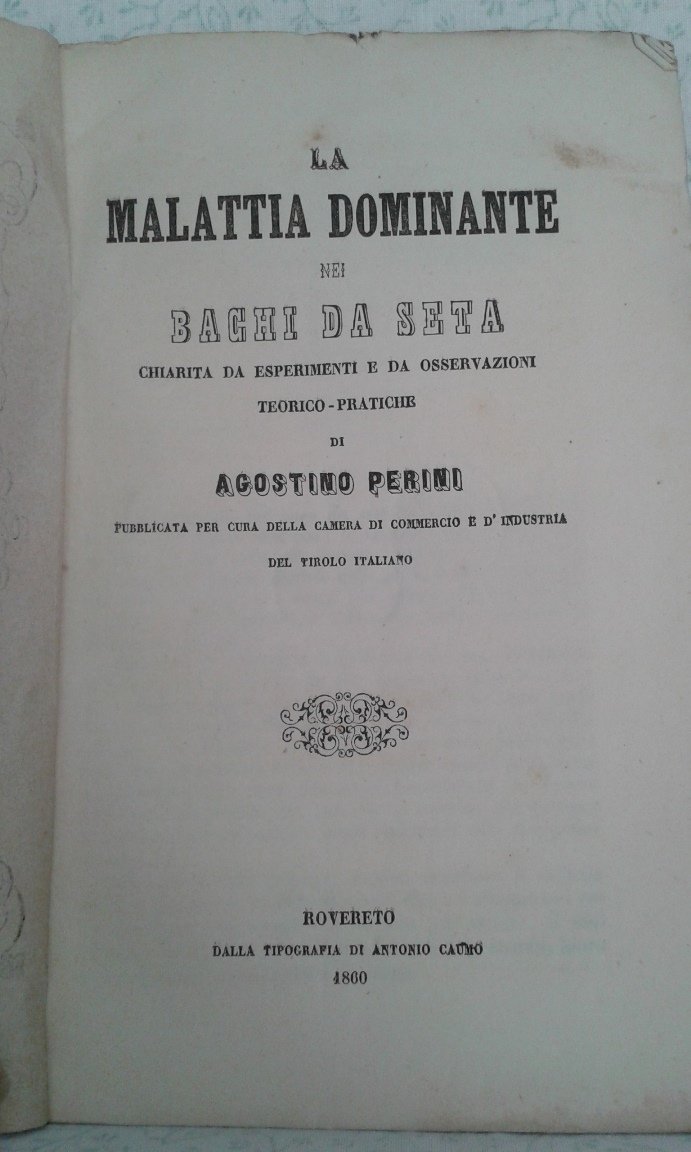 LA
MALATTIA DOMINANTE
NEI
BACHI DA SETA
CHIARITA DA ESPERIMENTI E DA OSSERVAZIONI
TEORICO-PRATICHE
DI
AGOSTINO PERINI
PUBBLICATA PER CURA DELLA CAMERA DI COMMERCIO E D'INDUSTRIA
DEL TIROLO ITALIANO
ROVERETO
DALLA TIPOGRAFIA DI ANTONIO CAUMO
1860